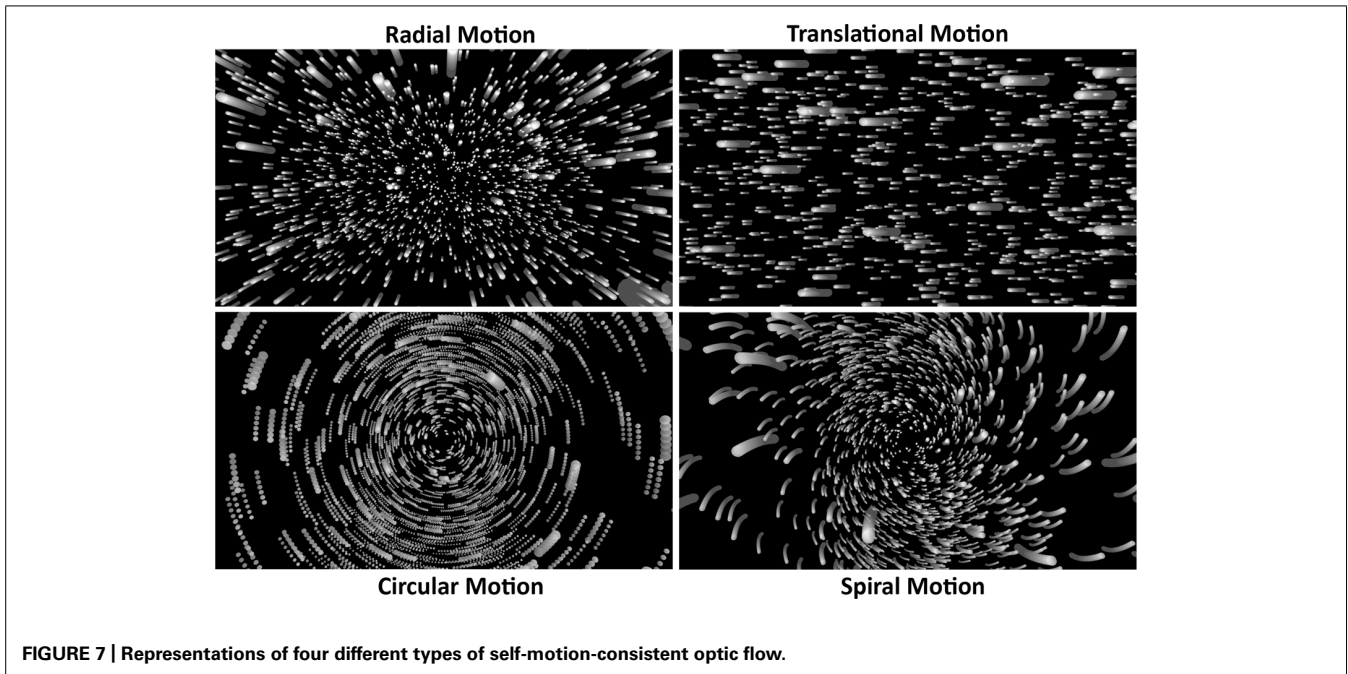 Radial Motion
Translational Motion
Circular Motion
Spiral Motion
FIGURE 7 | Representations of four different types of self-motion-consistent optic flow.